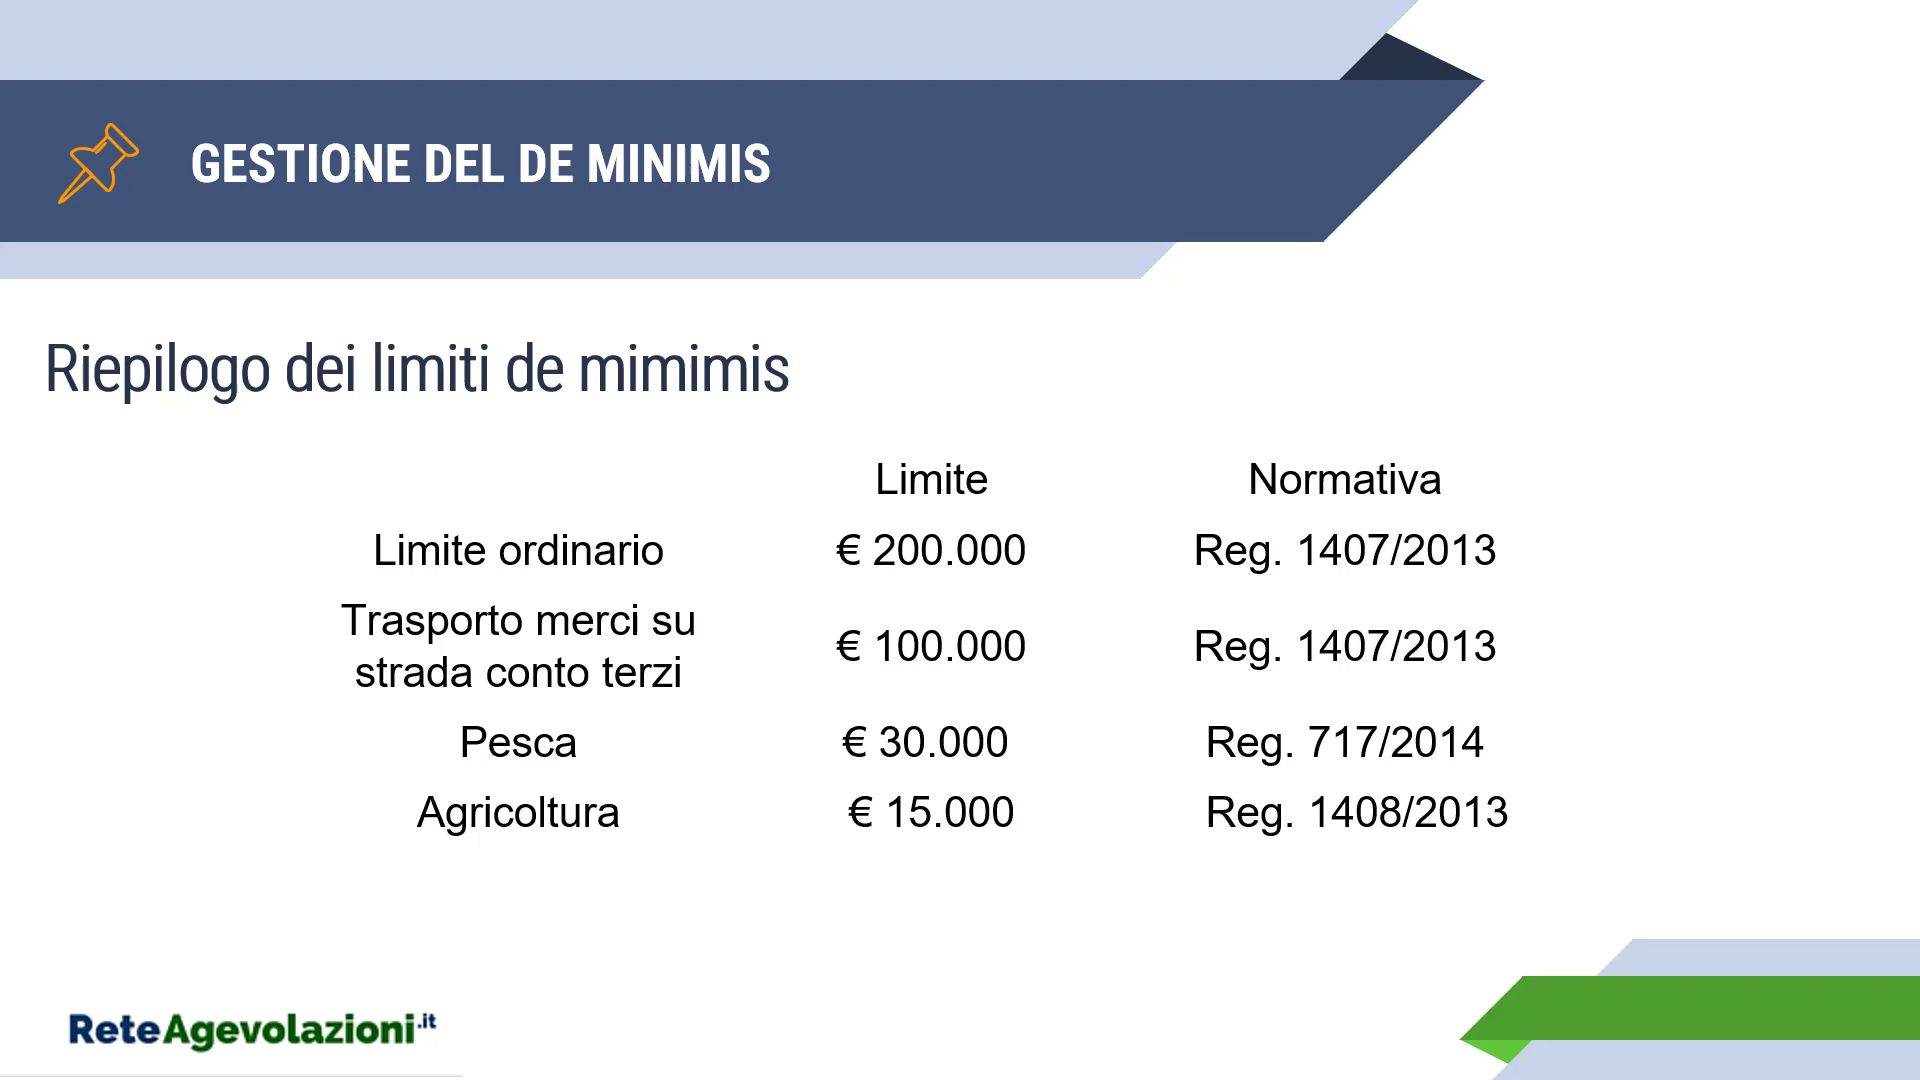 GESTIONE DEL DE MINIMIS
Riepilogo dei limiti de mimimis
Limite Normativa
Limite ordinario € 200.000 Reg. 1407/2013
Trasporto merci su
strada conto terzi € 100.000 Reg. 1407/2013
Pesca € 30.000 Reg. 717/2014
Agricoltura € 15.000 Reg. 1408/2013
ReteAgevolazioni.it